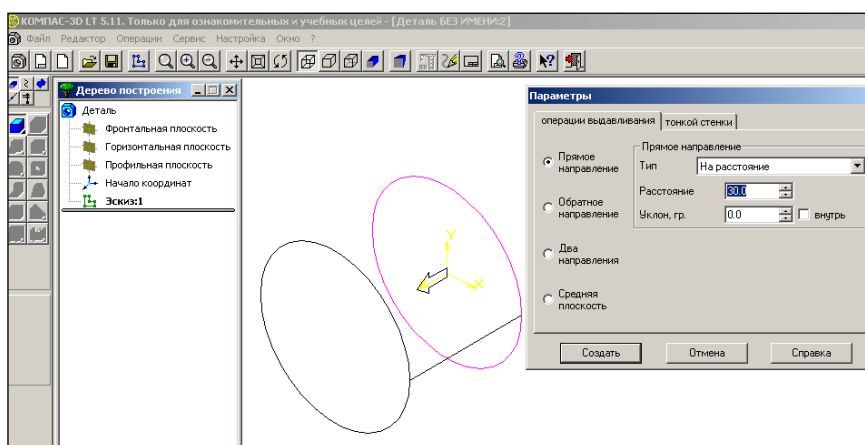 КОМПАС-3D LT 5.11. Только для ознакомительных и учебных целей - [Деталь БЕЗ ИМЕНИ:2]
Файл Редактор Операции Сервис Настройка Окно ?
Дерево построения
Деталь
Фронтальная плоскость
Горизонтальная плоскость
Профильная плоскость
Начало координат
Эскиз:1
Y
X
Параметры
операции выдавливания тонкой стенки
Прямое направление
Прямое
направление
Тип На расстояние
Расстояние 30.0
Обратное
направление
Уклон, гр. 0.0 внутрь
Два
направления
Средняя
плоскость
Создать Отмена Справка